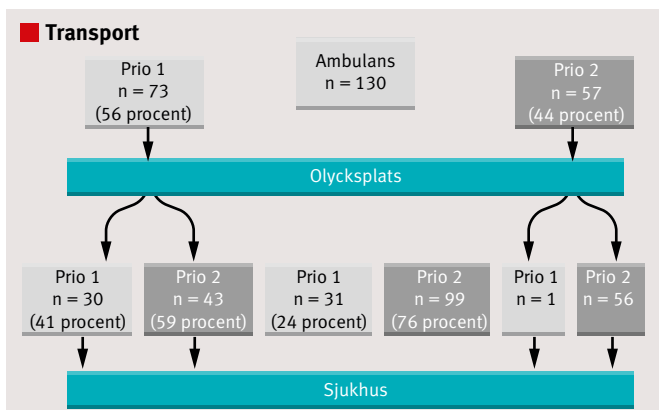 Transport
Ambulans
n = 130
Prio 1
n = 73
(56 procent)
Prio 2
n = 57
(44 procent)
Olycksplats
Prio 1
n = 30
(41 procent)
Prio 2
n = 43
(59 procent)
Prio 1
n = 31
(24 procent)
Prio 2
n = 99
(76 procent)
Prio 1
n = 1
Prio 2
n = 56
Sjukhus